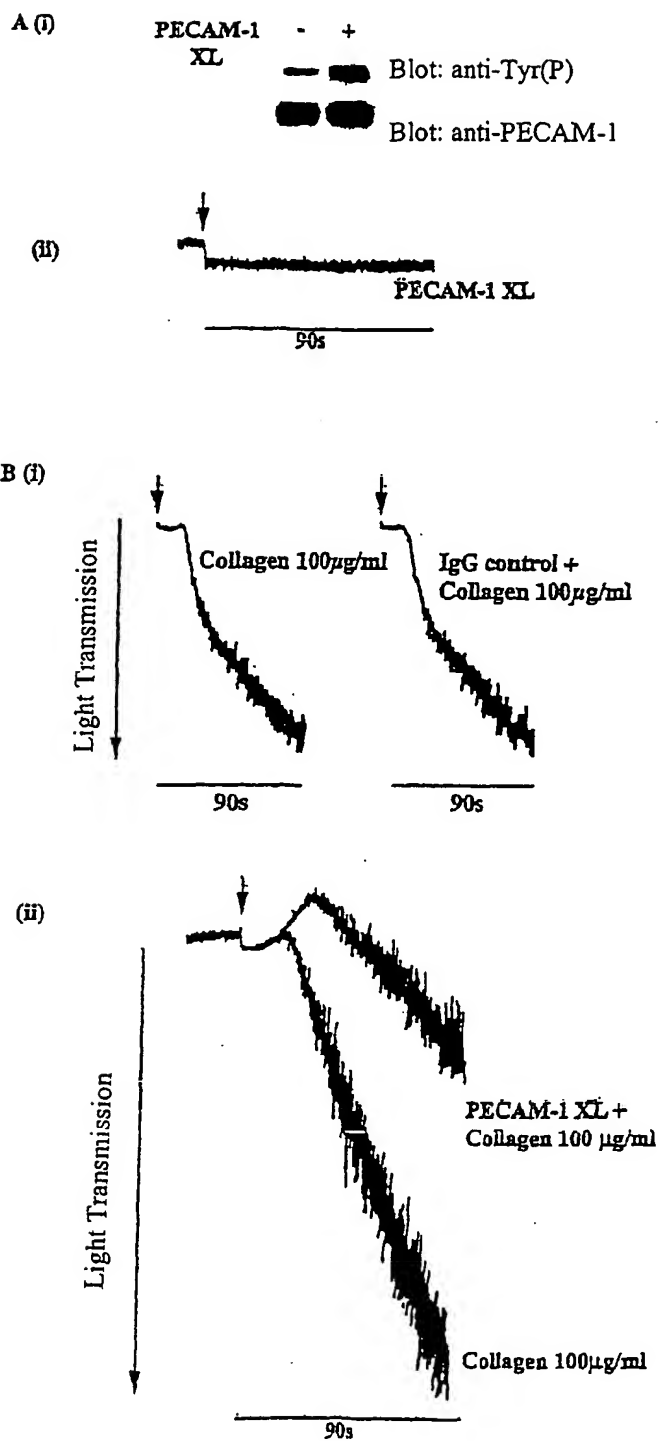 A (i)
PECAM-1 - +
XL
Blot: anti-Tyr(P)
Blot: anti-PECAM-1
(ii)
PECAM-1 XL
90s
B (i)
Light Transmission
Collagen 100µg/ml
IgG control +
Collagen 100µg/ml
90s
90s
(ii)
Light Transmission
PECAM-1 XL +
Collagen 100 µg/ml
Collagen 100µg/ml
90s